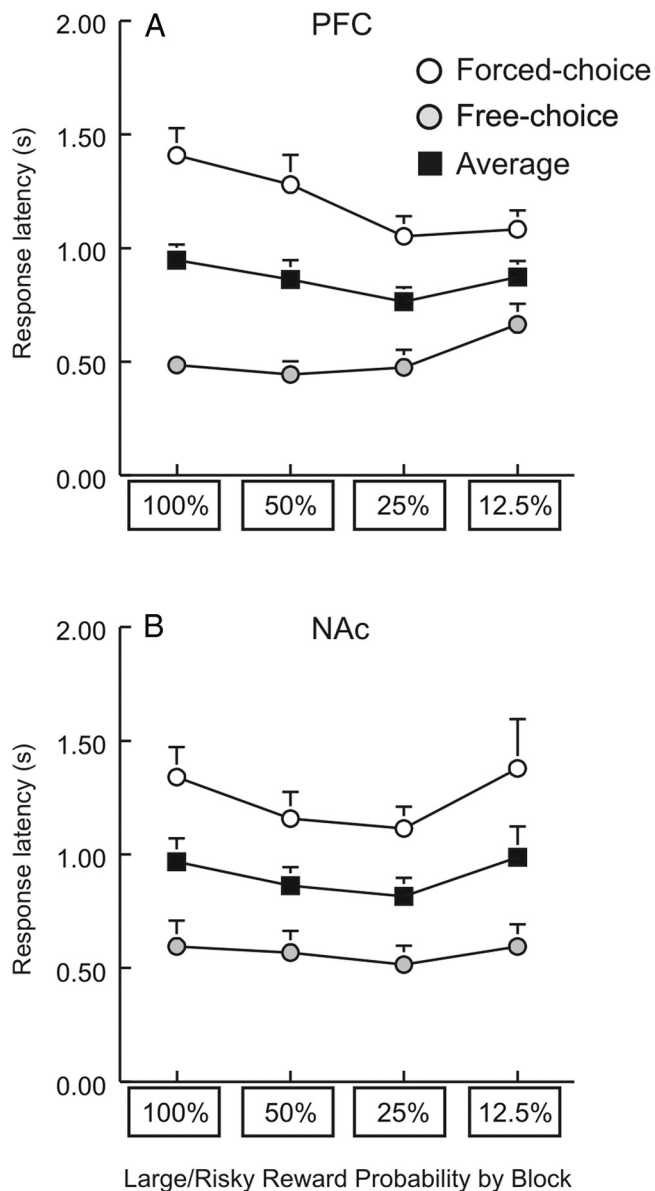 A PFC
2.00
Forced-choice
Free-choice
Average
1.50
1.00
0.50
0.00
Response latency (s)
100% 50% 25% 12.5%
B NAc
2.00
1.50
1.00
0.50
0.00
Response latency (s)
100% 50% 25% 12.5%
Large/Risky Reward Probability by Block